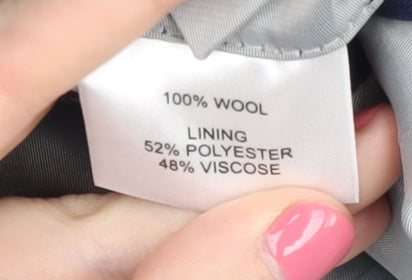 100% WOOL
LINING
52% POLYESTER
48% VISCOSE